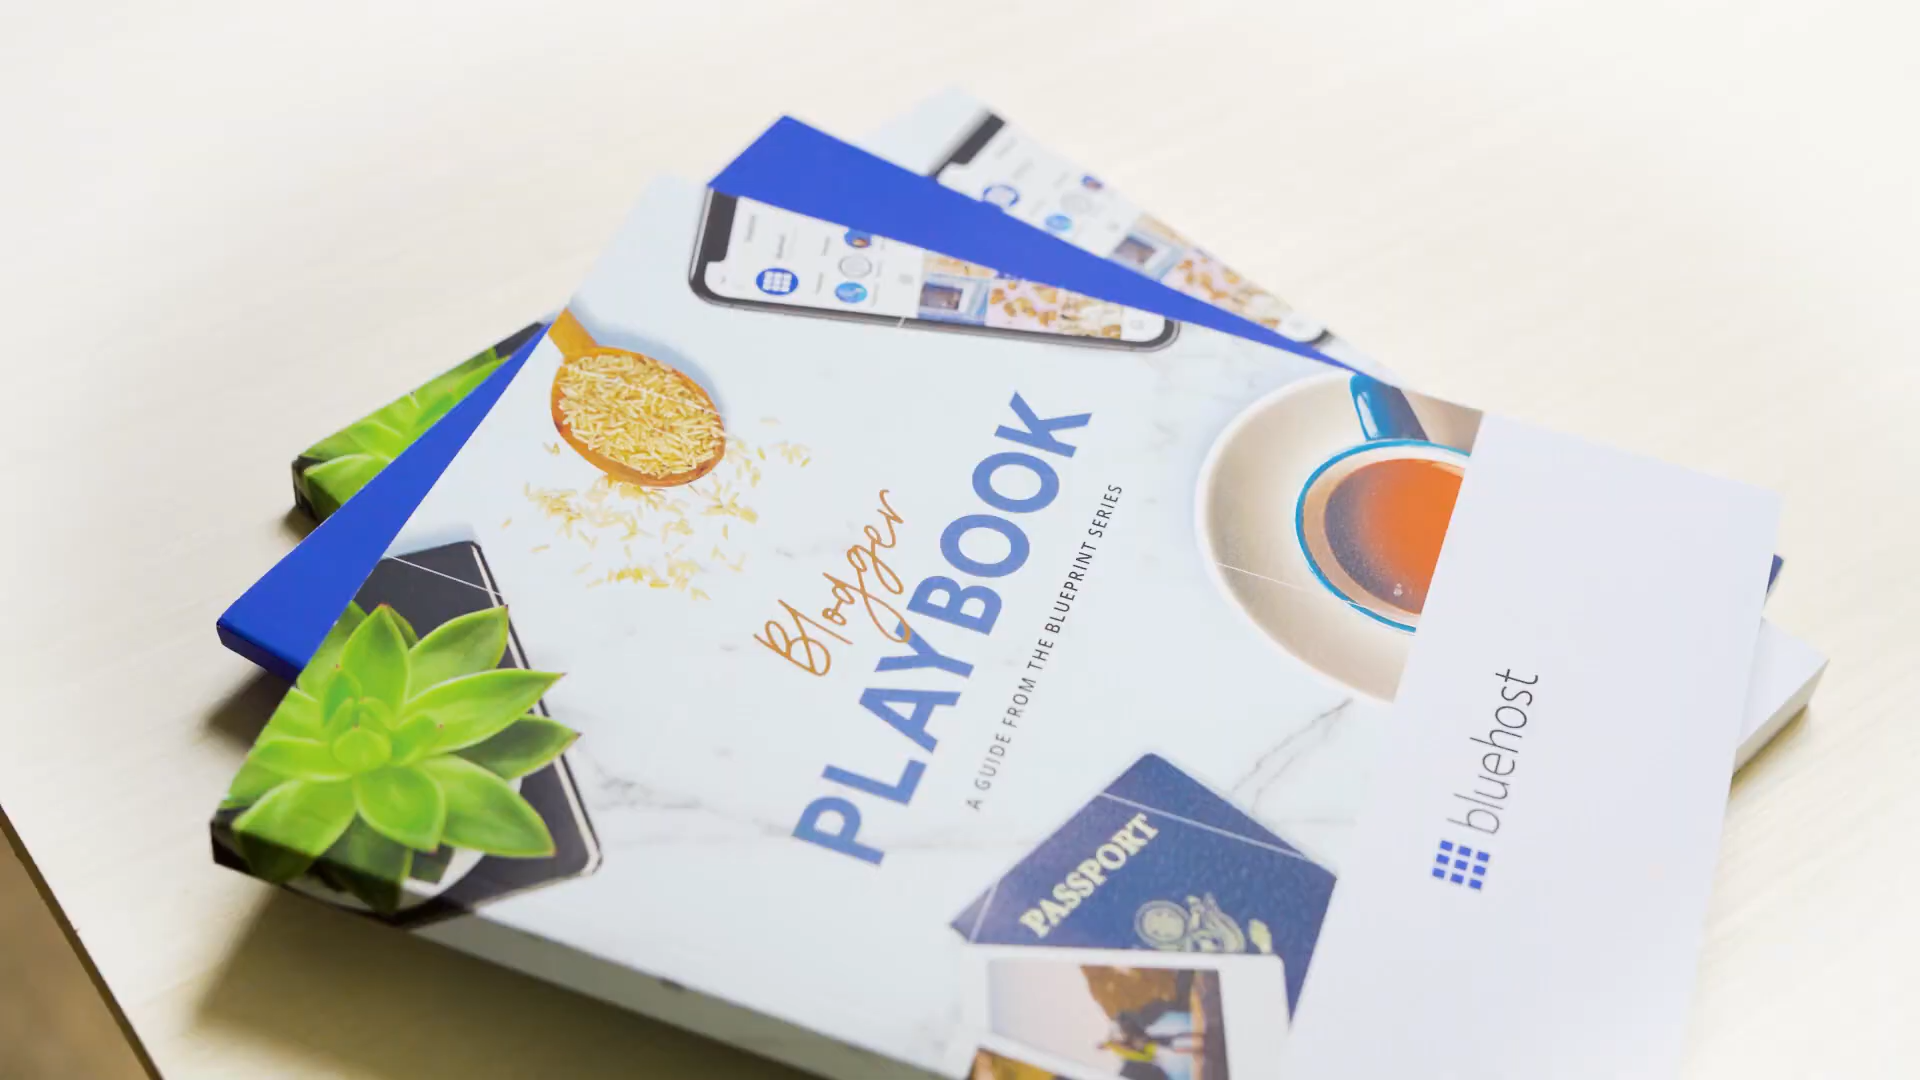 Blogger
PLAYBOOK
A GUIDE FROM THE BLUEPRINT SERIES
PASSPORT
bluehost